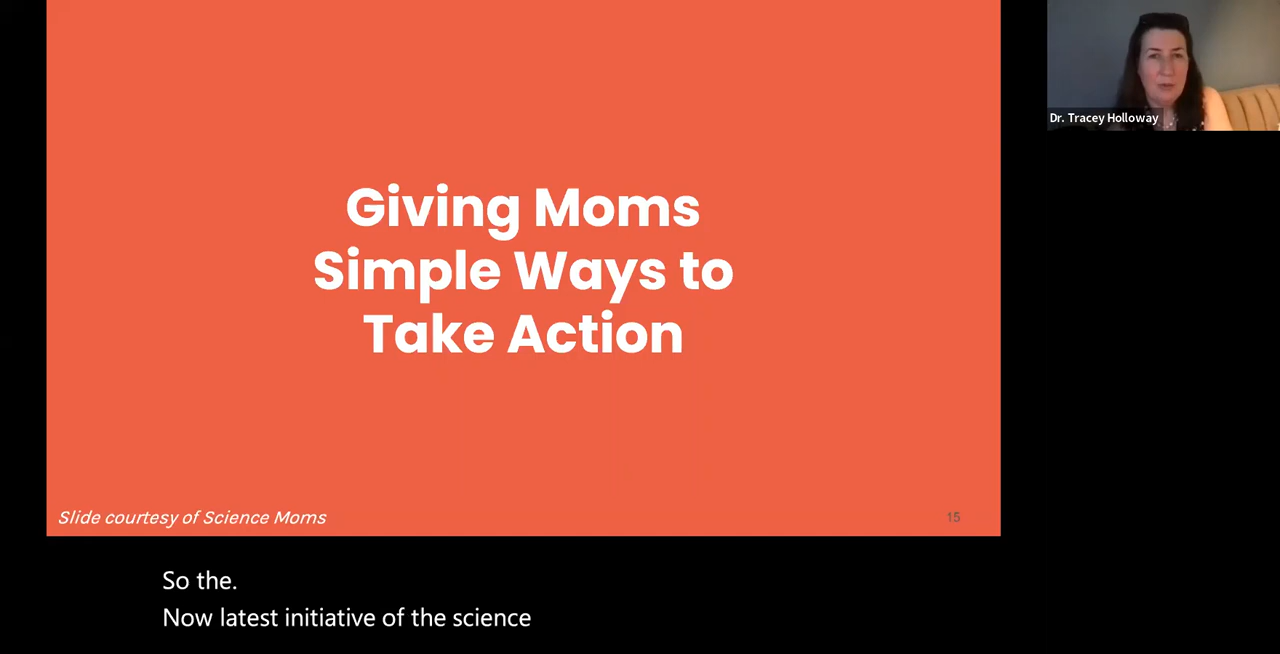 Giving Moms
Simple Ways to
Take Action
Slide courtesy of Science Moms
15
Dr. Tracey Holloway
So the.
Now latest initiative of the science